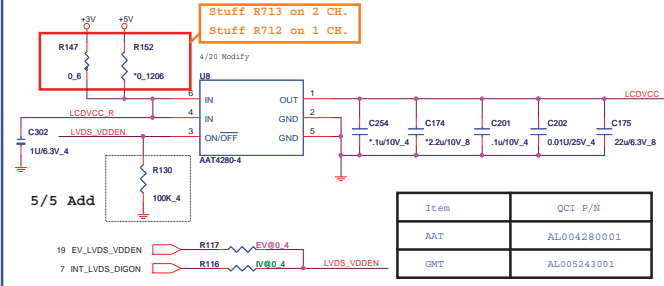 Stuff R713 on 2 CH.
Stuff R712 on 1 CH.
+3V
+5V
R147
0_6
R152
*0_1206
4/20 Modify
U8
6
IN
4
IN
3
ON/OFF
OUT
1
GND
2
GND
5
AAT4280-4
LCDVCC
LCDVCC_R
C302
1U/6.3V_4
LVDS_VDDEN
R130
100K_4
5/5 Add
C254
*.1u/10V_4
C174
*2.2u/10V_8
C201
.1u/10V_4
C202
0.01U/25V_4
C175
22u/6.3V_8
19 EV_LVDS_VDDEN
R117
EV@0_4
7 INT_LVDS_DIGON
R116
IV@0_4
LVDS_VDDEN
Item QCI P/N
AAT AL004280001
GMT AL005243001